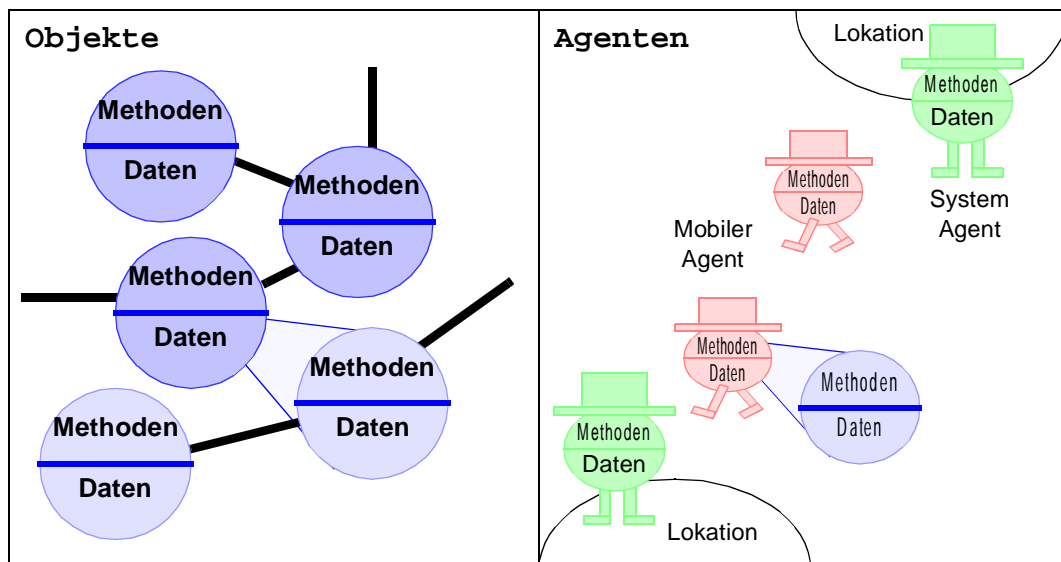 Objekte
Methoden
Daten
Methoden
Daten
Methoden
Daten
Methoden
Daten
Methoden
Daten
Agenten
Lokation
Methoden
Daten
System
Agent
Methoden
Daten
Mobiler
Agent
Methoden
Daten
Methoden
Daten
Methoden
Daten
Lokation